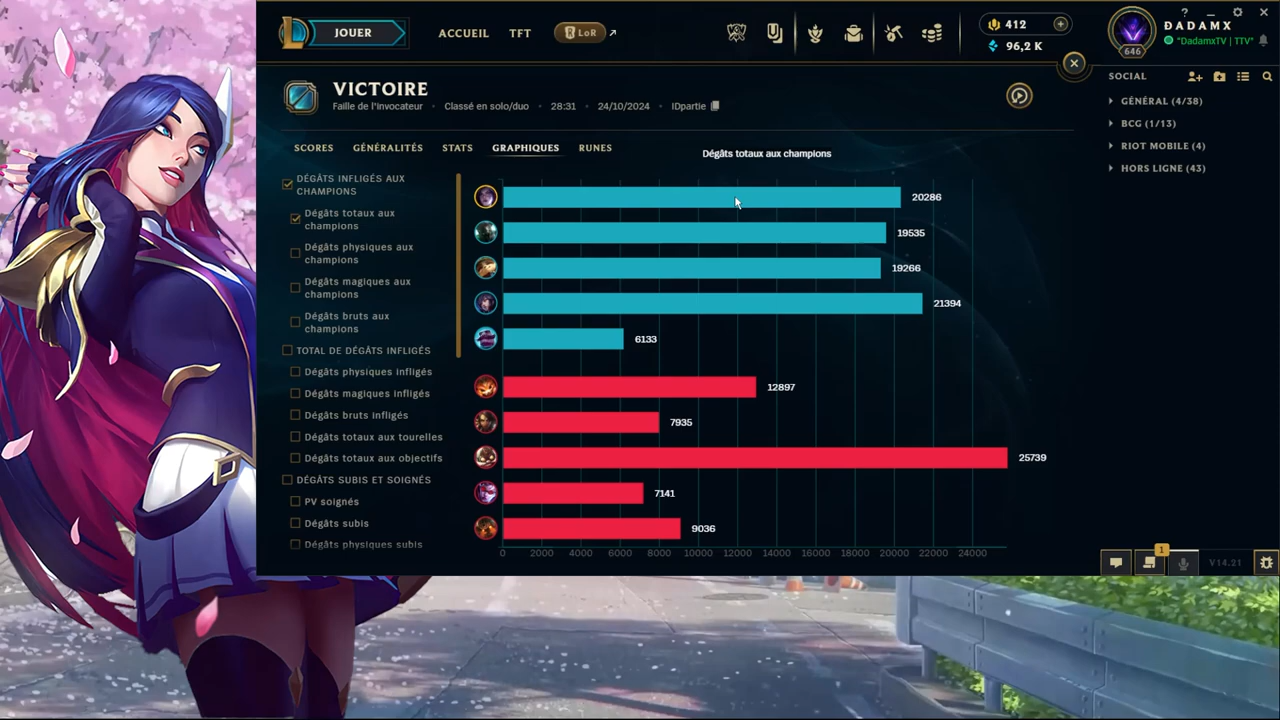 JOUER
ACCUEIL
TFT
LoR
412
96,2 K
?
ĐADAMX
"DadamxTV | TTV"
646
VICTOIRE
Faille de l'Invocateur • Classé en solo/duo • 28:31 • 24/10/2024 • IDpartie
SOCIAL
GÉNÉRAL (4/38)
BCG (1/13)
RIOT MOBILE (4)
HORS LIGNE (43)
SCORES
GÉNÉRALITÉS
STATS
GRAPHIQUES
RUNES
Dégâts totaux aux champions
DÉGÂTS INFLIGÉS AUX
CHAMPIONS
Dégâts totaux aux
champions
Dégâts physiques aux
champions
Dégâts magiques aux
champions
Dégâts bruts aux
champions
TOTAL DE DÉGÂTS INFLIGÉS
Dégâts physiques infligés
Dégâts magiques infligés
Dégâts bruts infligés
Dégâts totaux aux tourelles
Dégâts totaux aux objectifs
DÉGÂTS SUBIS ET SOIGNÉS
PV soignés
Dégâts subis
Dégâts physiques subis
20286
19535
19266
21394
6133
12897
7935
25739
7141
9036
0 2000 4000 6000 8000 10000 12000 14000 16000 18000 20000 22000 24000
1
V14.21